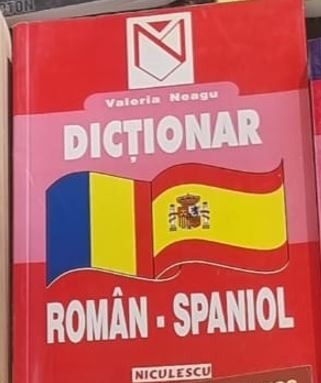 Valeria Neagu
DICȚIONAR
ROMÂN - SPANIOL
NICULESCU